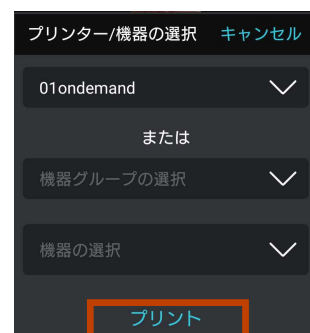 プリンター/機器の選択 キャンセル
01ondemand
または
機器グループの選択
機器の選択
プリント